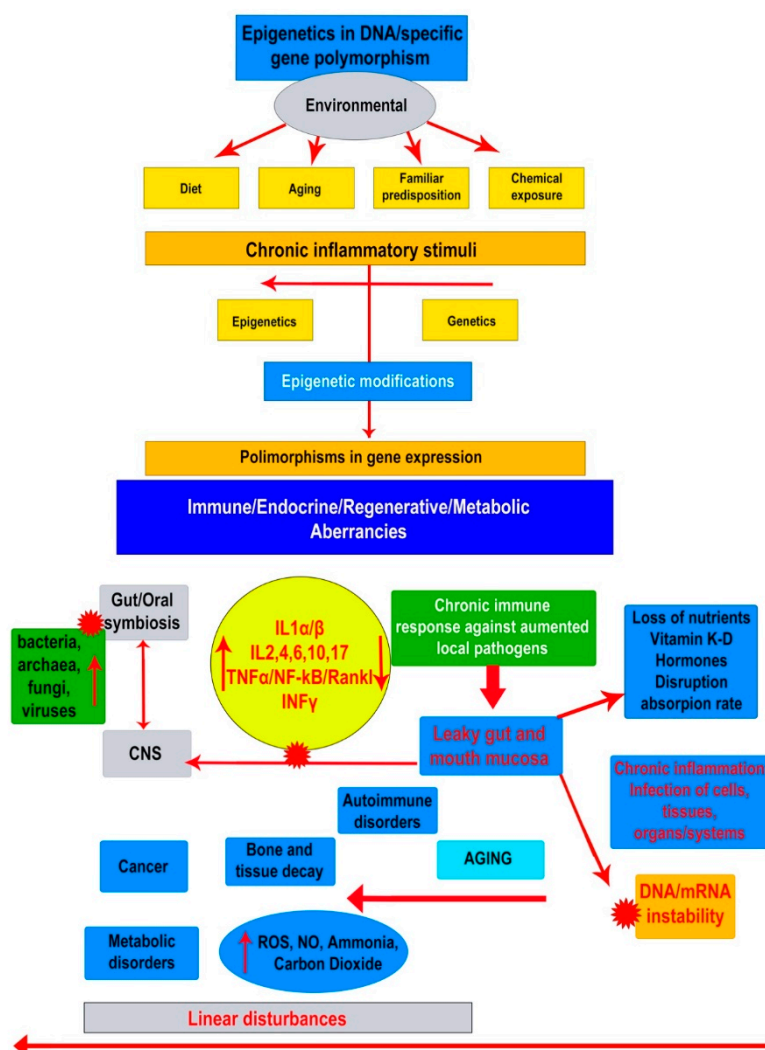 Epigenetics in DNA/specific
gene polymorphism
Environmental
Diet
Aging
Familiar
predisposition
Chemical
exposure
Chronic inflammatory stimuli
Epigenetics
Genetics
Epigenetic modifications
Polimorphisms in gene expression
Immune/Endocrine/Regenerative/Metabolic
Aberrancies
Gut/Oral
symbiosis
bacteria,
archaea,
fungi,
viruses
CNS
IL1α/β
IL2,4,6,10,17
TNFα/NF-kB/Rankl
INFγ
Chronic immune
response against aumented
local pathogens
Leaky gut and
mouth mucosa
Loss of nutrients
Vitamin K-D
Hormones
Disruption
absorpion rate
Chronic inflammation
Infection of cells,
tissues,
organs/systems
Autoimmune
disorders
Cancer
Bone and
tissue decay
AGING
DNA/mRNA
instability
Metabolic
disorders
ROS, NO, Ammonia,
Carbon Dioxide
Linear disturbances